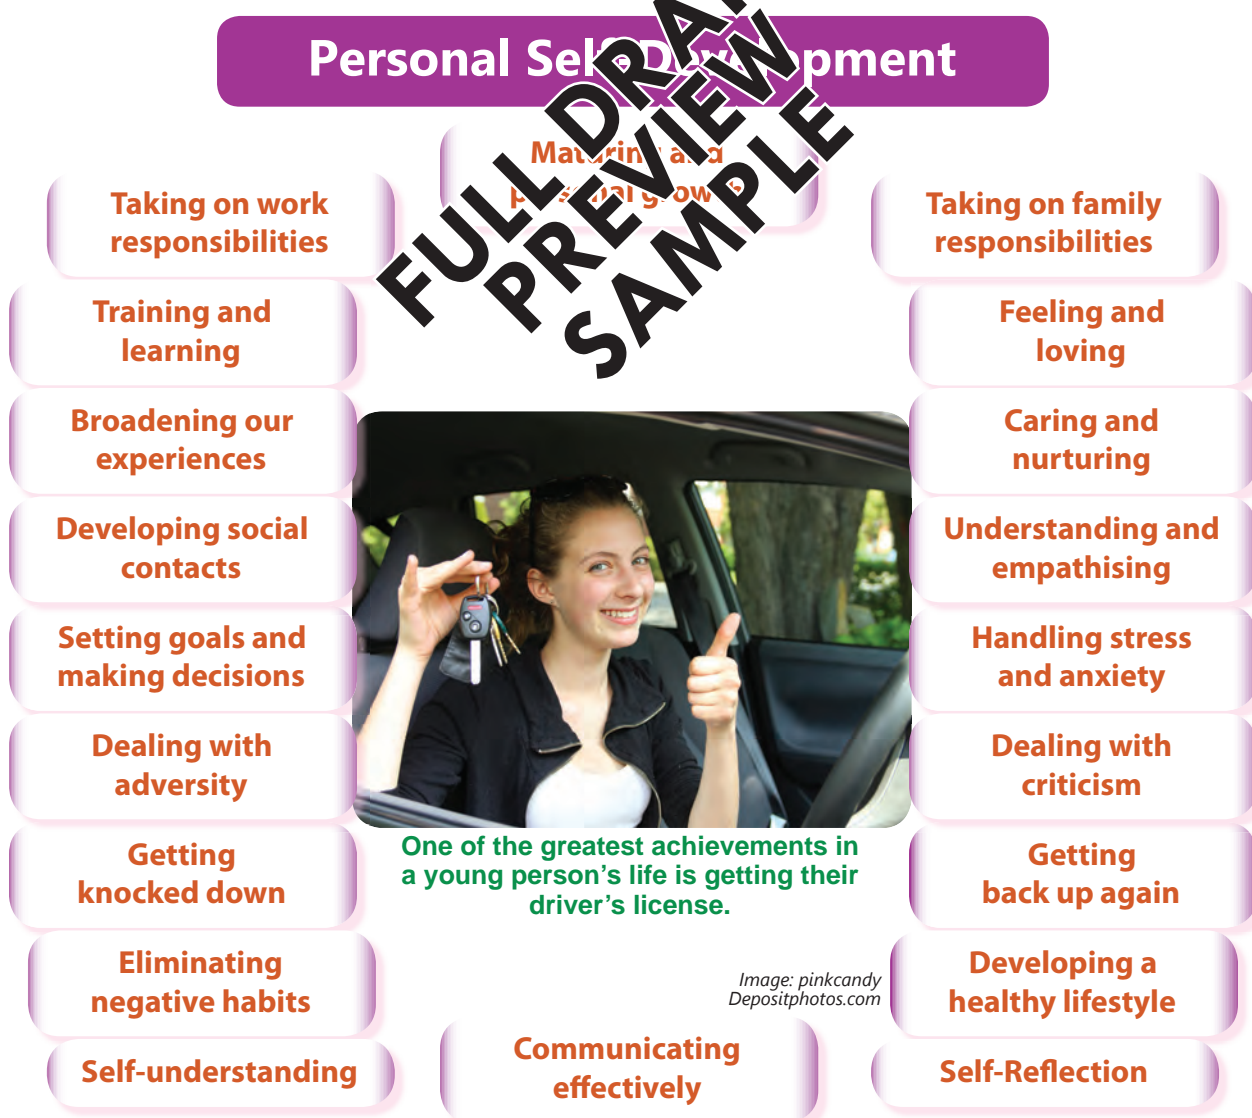 Personal Self-Development
FULL DRAFT
PREVIEW
SAMPLE
Maturing and
personal growth
Taking on work
responsibilities
Taking on family
responsibilities
Training and
learning
Feeling and
loving
Broadening our
experiences
Caring and
nurturing
Developing social
contacts
Understanding and
empathising
Setting goals and
making decisions
Handling stress
and anxiety
Dealing with
adversity
Dealing with
criticism
Getting
knocked down
Getting
back up again
One of the greatest achievements in
a young person’s life is getting their
driver’s license.
Eliminating
negative habits
Image: pinkcandy
Depositphotos.com
Developing a
healthy lifestyle
Self-understanding
Communicating
effectively
Self-Reflection